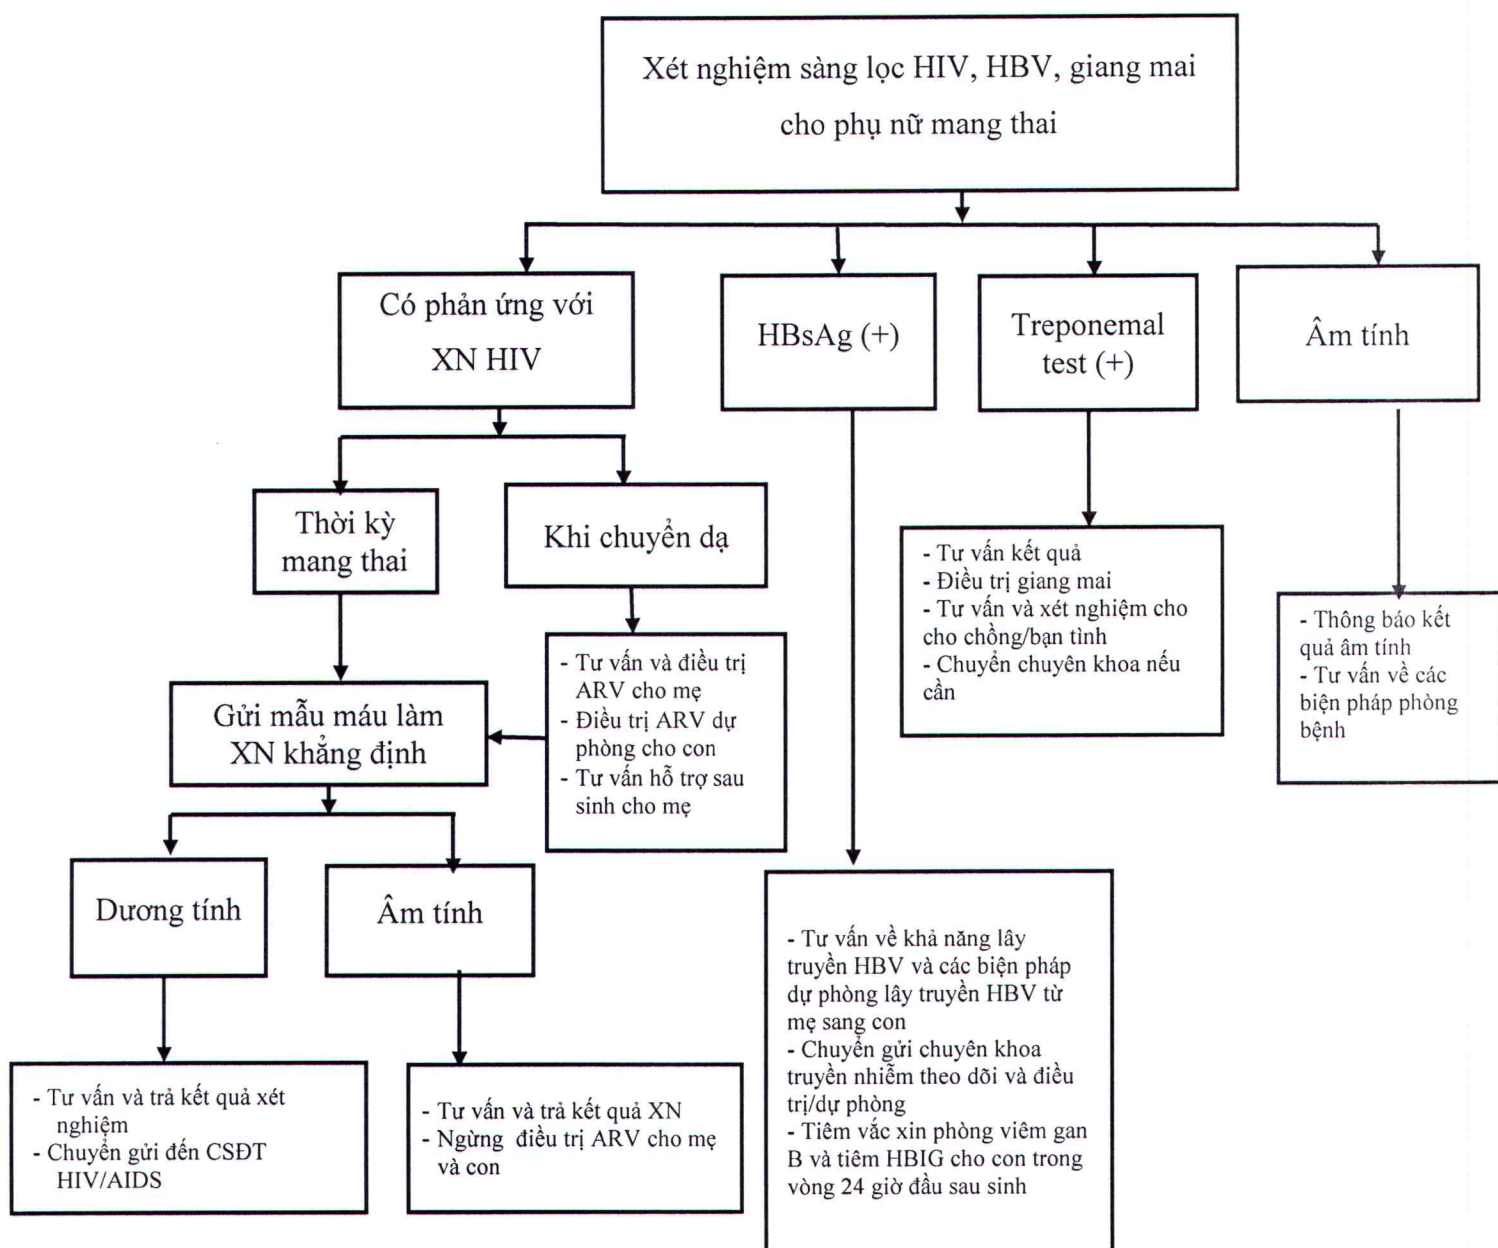 Xét nghiệm sàng lọc HIV, HBV, giang mai
cho phụ nữ mang thai
Có phản ứng với
XN HIV
HBsAg (+)
Treponemal
test (+)
Âm tính
Thời kỳ
mang thai
Khi chuyển dạ
- Tư vấn kết quả
- Điều trị giang mai
- Tư vấn và xét nghiệm cho
cho chồng/bạn tình
- Chuyển chuyên khoa nếu
cần
- Thông báo kết
quả âm tính
- Tư vấn về các
biện pháp phòng
bệnh
Gửi mẫu máu làm
XN khẳng định
- Tư vấn và điều trị
ARV cho mẹ
- Điều trị ARV dự
phòng cho con
- Tư vấn hỗ trợ sau
sinh cho mẹ
Dương tính
Âm tính
- Tư vấn về khả năng lây
truyền HBV và các biện pháp
dự phòng lây truyền HBV từ
mẹ sang con
- Chuyển gửi chuyên khoa
truyền nhiễm theo dõi và điều
trị/dự phòng
- Tiêm vắc xin phòng viêm gan
B và tiêm HBIG cho con trong
vòng 24 giờ đầu sau sinh
- Tư vấn và trả kết quả xét
nghiệm
- Chuyển gửi đến CSĐT
HIV/AIDS
- Tư vấn và trả kết quả XN
- Ngừng điều trị ARV cho mẹ
và con